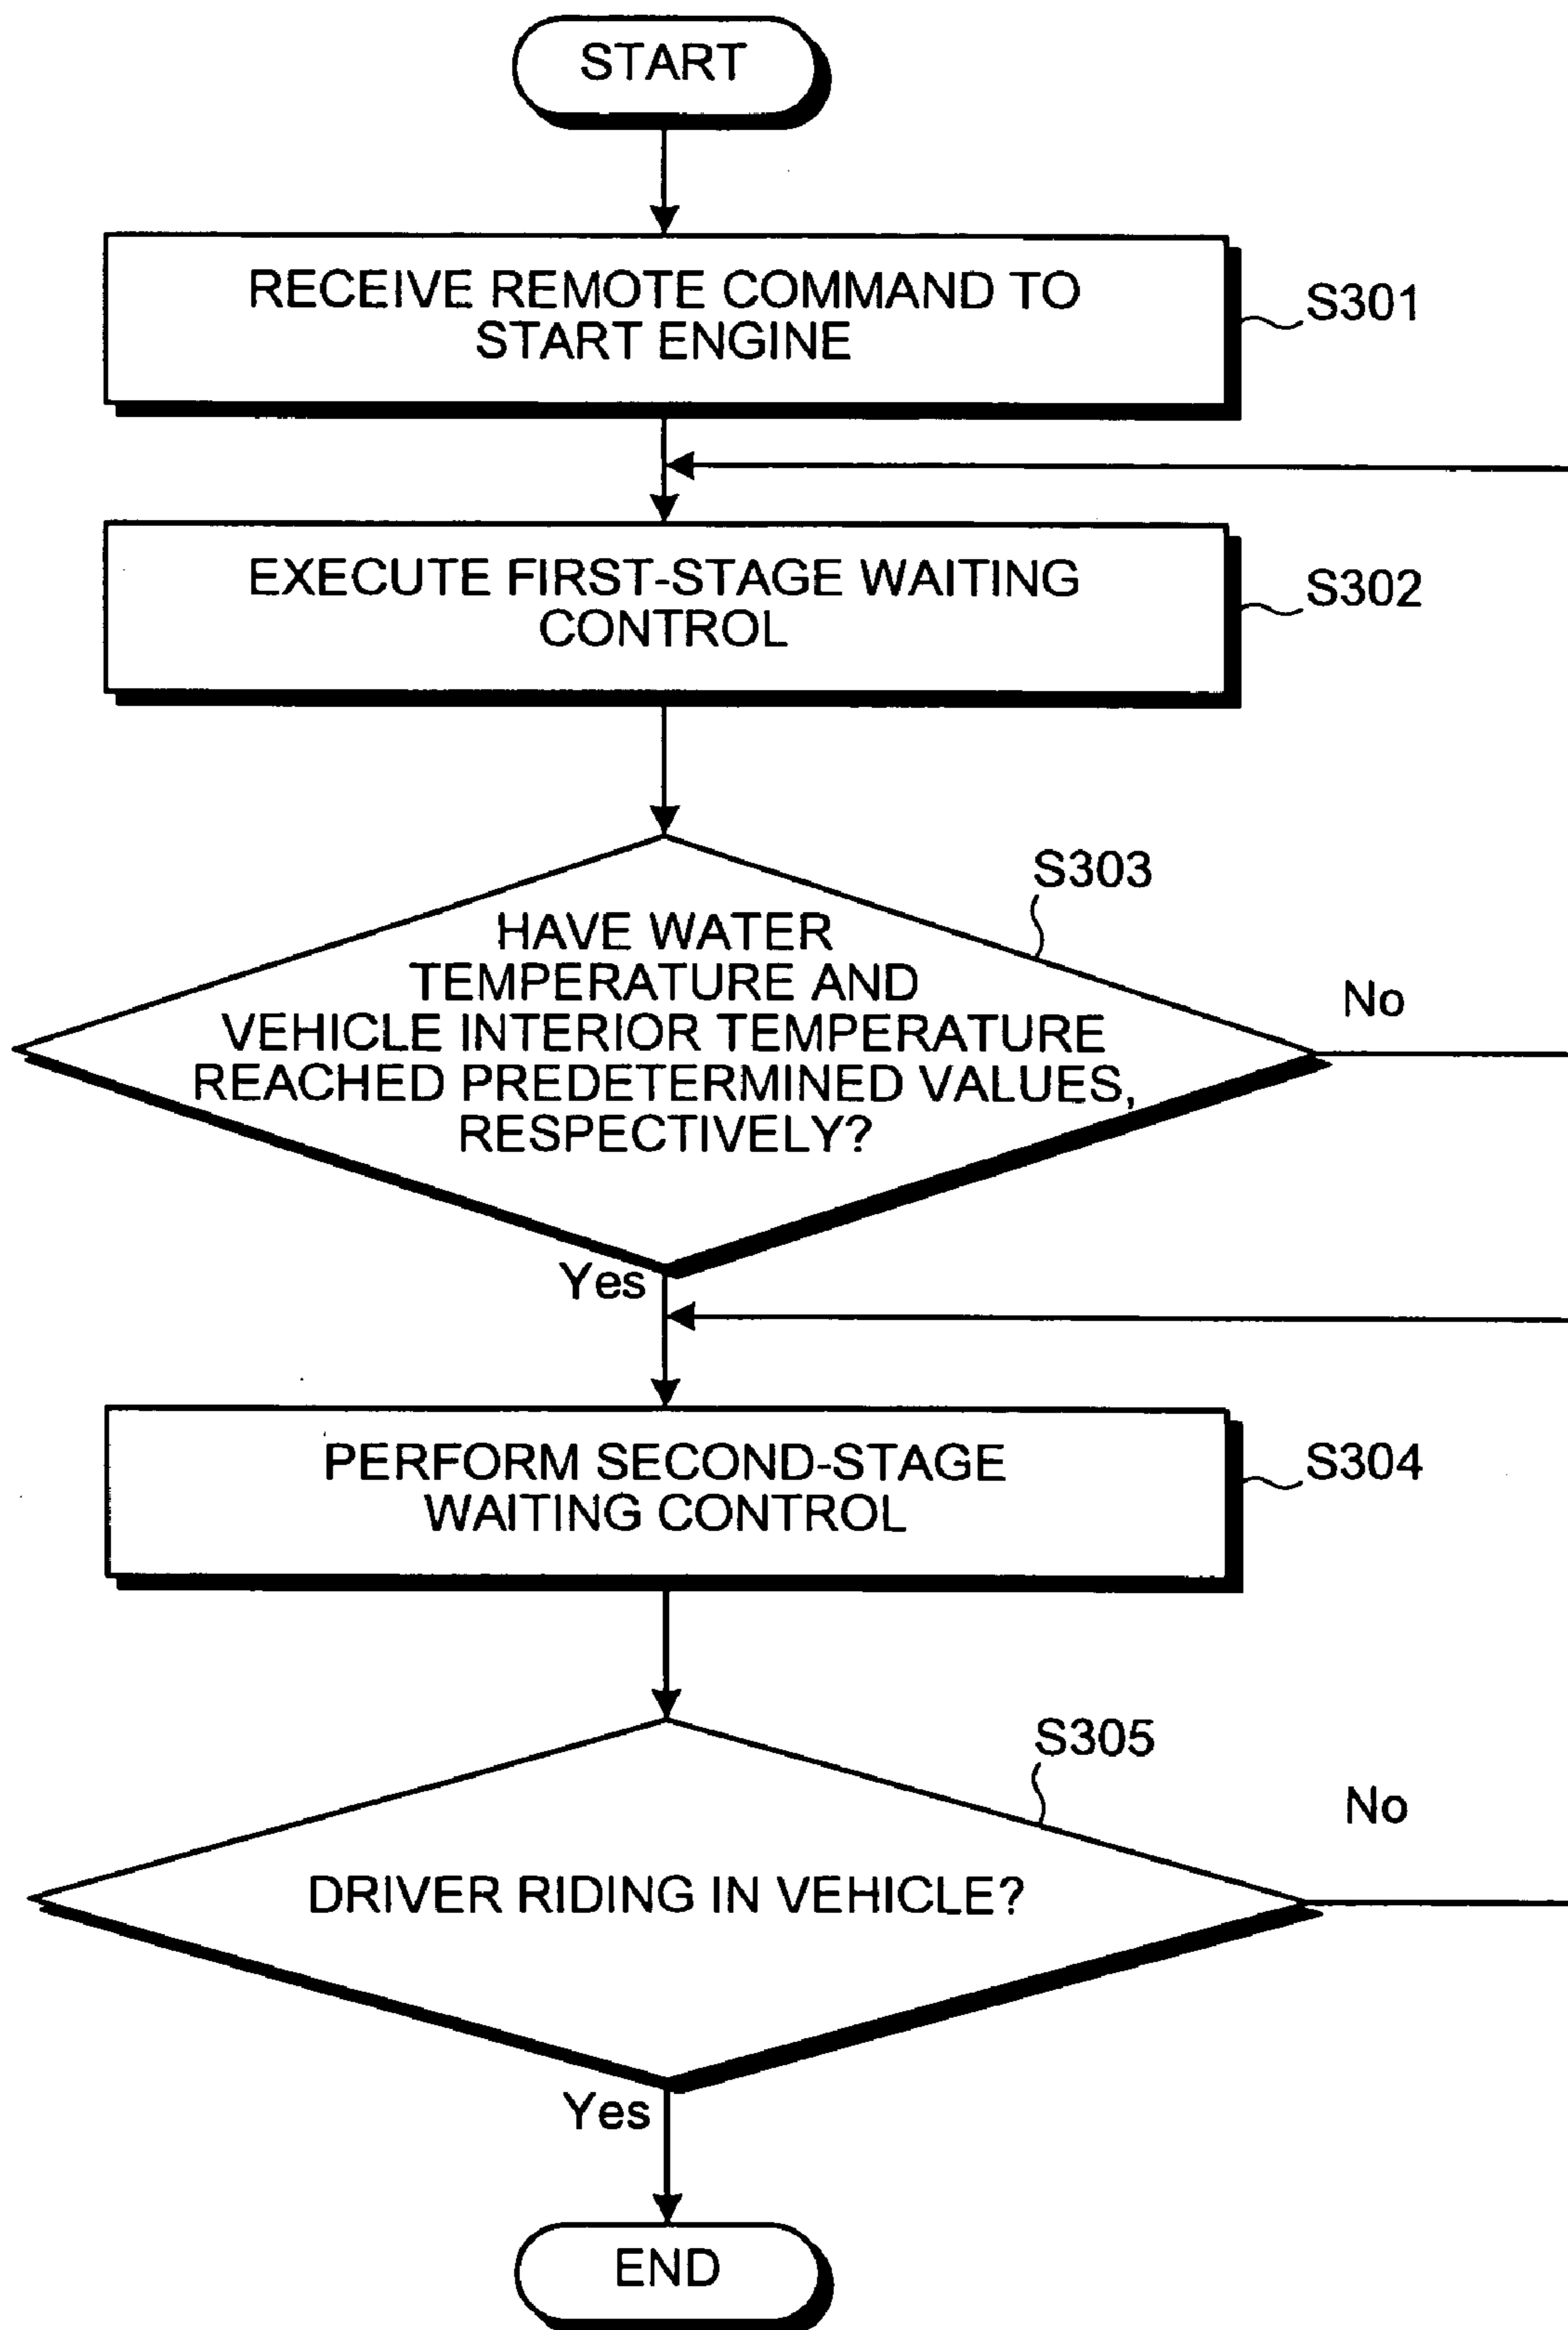 START
RECEIVE REMOTE COMMAND TO
START ENGINE
S301
EXECUTE FIRST-STAGE WAITING
CONTROL
S302
S303
HAVE WATER
TEMPERATURE AND
VEHICLE INTERIOR TEMPERATURE
REACHED PREDETERMINED VALUES,
RESPECTIVELY?
No
Yes
PERFORM SECOND-STAGE
WAITING CONTROL
S304
S305
DRIVER RIDING IN VEHICLE?
No
Yes
END